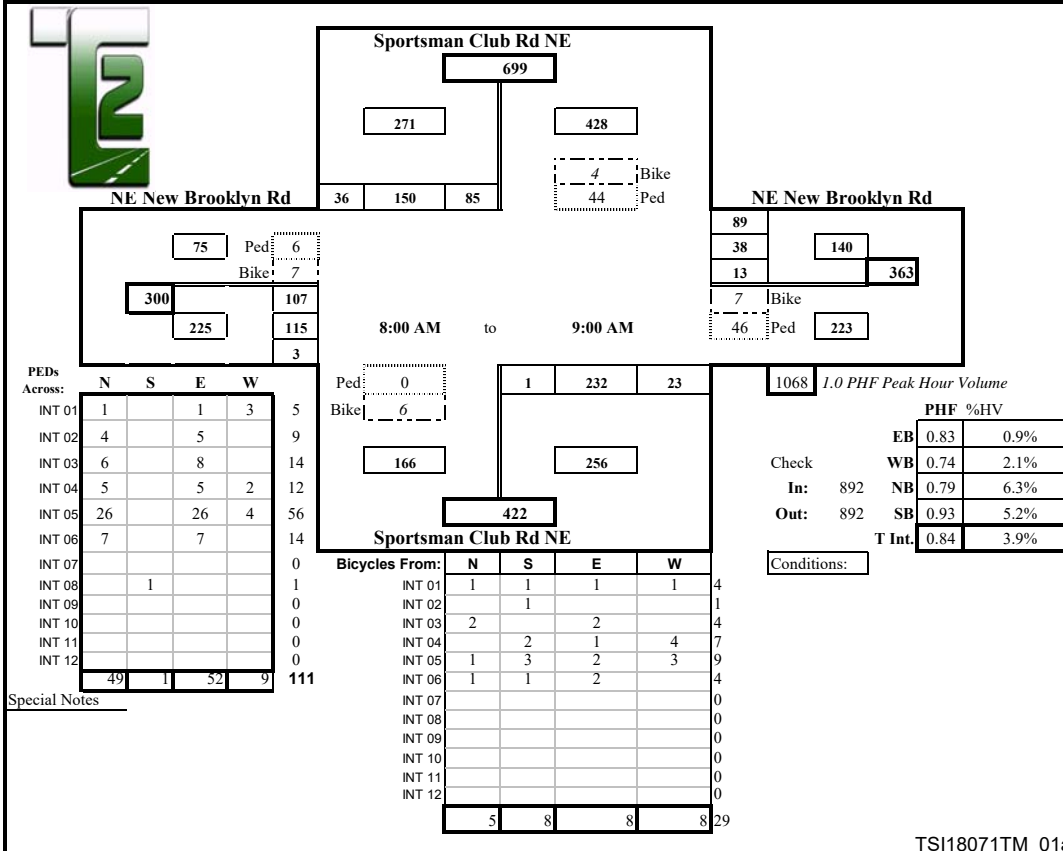 T2
Sportsman Club Rd NE
699
271 428
4 Bike
44 Ped
NE New Brooklyn Rd 36 150 85 NE New Brooklyn Rd
89
75 Ped 6 38 140
Bike 7 13 363
300 107 7 Bike
225 115 8:00 AM to 9:00 AM 46 Ped 223
3
PEDs
Across: N S E W Ped 0 1 232 23 1068 1.0 PHF Peak Hour Volume
INT 01 1 1 3 5 Bike 6 PHF %HV
INT 02 4 5 9 EB 0.83 0.9%
INT 03 6 8 14 166 256 Check WB 0.74 2.1%
INT 04 5 5 2 12 In: 892 NB 0.79 6.3%
INT 05 26 26 4 56 422 Out: 892 SB 0.93 5.2%
INT 06 7 7 14 Sportsman Club Rd NE T Int. 0.84 3.9%
INT 07 0 Bicycles From: N S E W Conditions:
INT 08 1 1 INT 01 1 1 1 1 4
INT 09 0 INT 02 1 1
INT 10 0 INT 03 2 2 4
INT 11 0 INT 04 2 1 4 7
INT 12 0 INT 05 1 3 2 3 9
49 1 52 9 111 INT 06 1 1 2 4
Special Notes INT 07 0
INT 08 0
INT 09 0
INT 10 0
INT 11 0
INT 12 0
5 8 8 8 29
TSI18071TM_01a